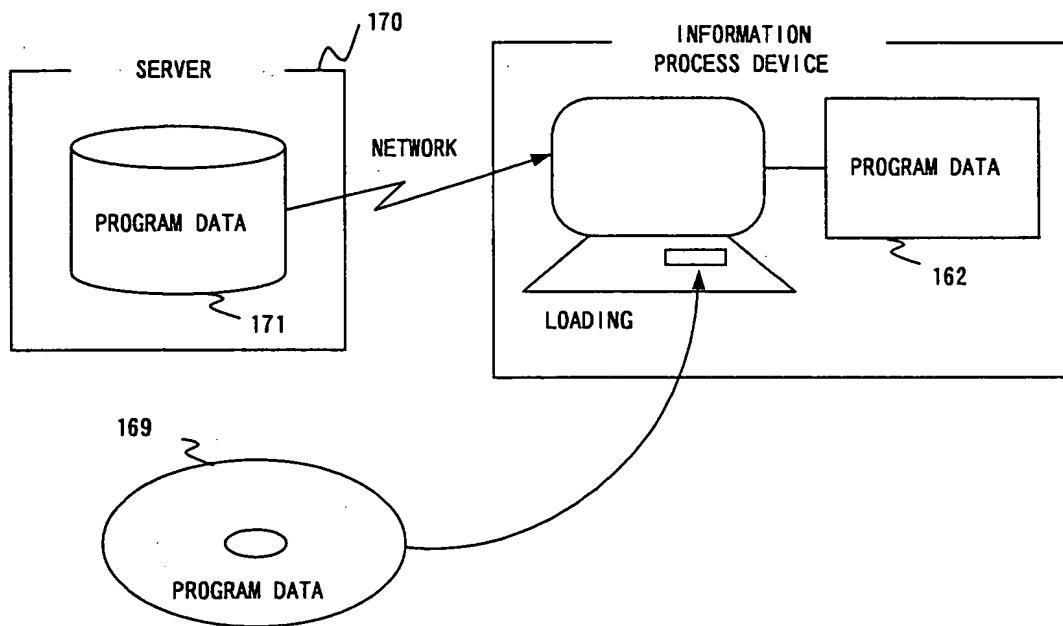 170
SERVER
PROGRAM DATA
171
NETWORK
INFORMATION
PROCESS DEVICE
PROGRAM DATA
162
LOADING
169
PROGRAM DATA